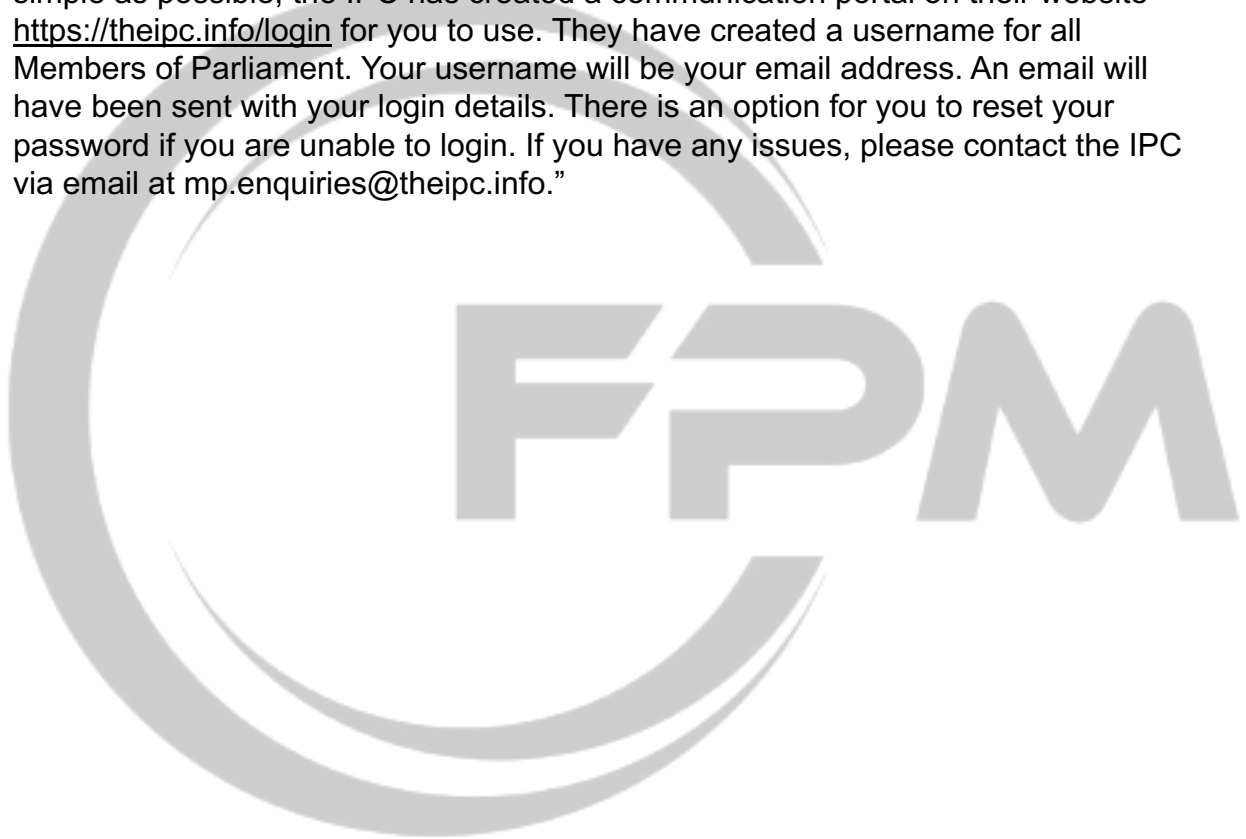 simple as possible, the IPC has created a communication portal on their website
https://theipc.info/login for you to use. They have created a username for all
Members of Parliament. Your username will be your email address. An email will
have been sent with your login details. There is an option for you to reset your
password if you are unable to login. If you have any issues, please contact the IPC
via email at mp.enquiries@theipc.info.”
FPM